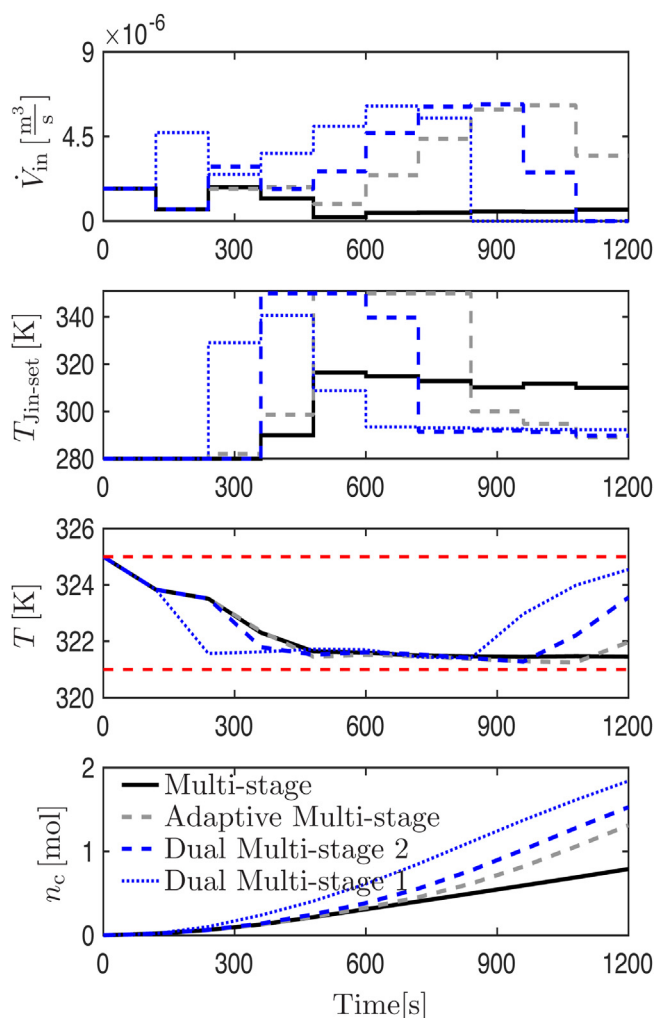 ×10⁻⁶
9
4.5
0
V̇in [m³/s]
0 300 600 900 1200
340
320
300
280
TJin-set [K]
0 300 600 900 1200
326
324
322
320
T [K]
0 300 600 900 1200
2
1
0
nc [mol]
Multi-stage
Adaptive Multi-stage
Dual Multi-stage 2
Dual Multi-stage 1
0 300 600 900 1200
Time[s]